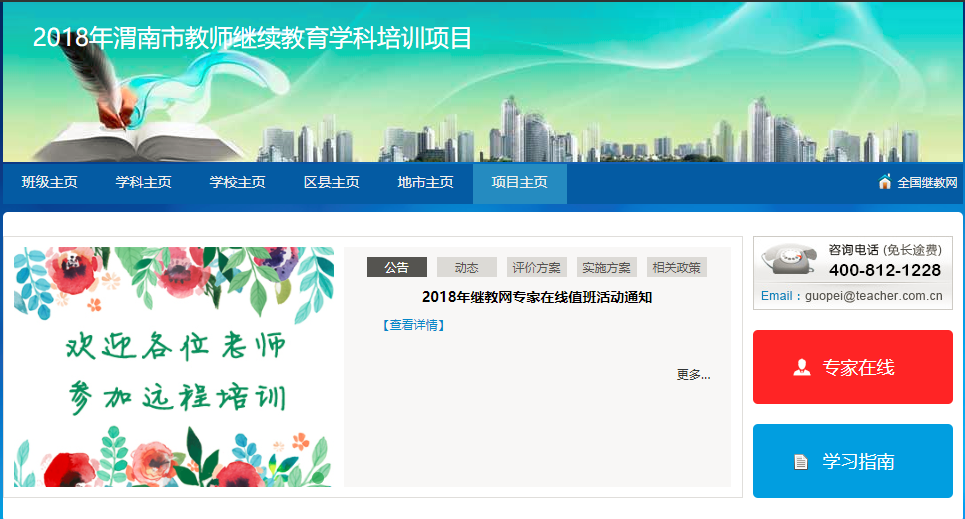 2018年渭南市教师继续教育学科培训项目
班级主页 学科主页 学校主页 区县主页 地市主页 项目主页 全国继教网
欢迎各位老师
参加远程培训
公告 动态 评价方案 实施方案 相关政策
2018年继教网专家在线值班活动通知
【查看详情】
更多...
咨询电话 (免长途费)
400-812-1228
Email：guopei@teacher.com.cn
专家在线
学习指南